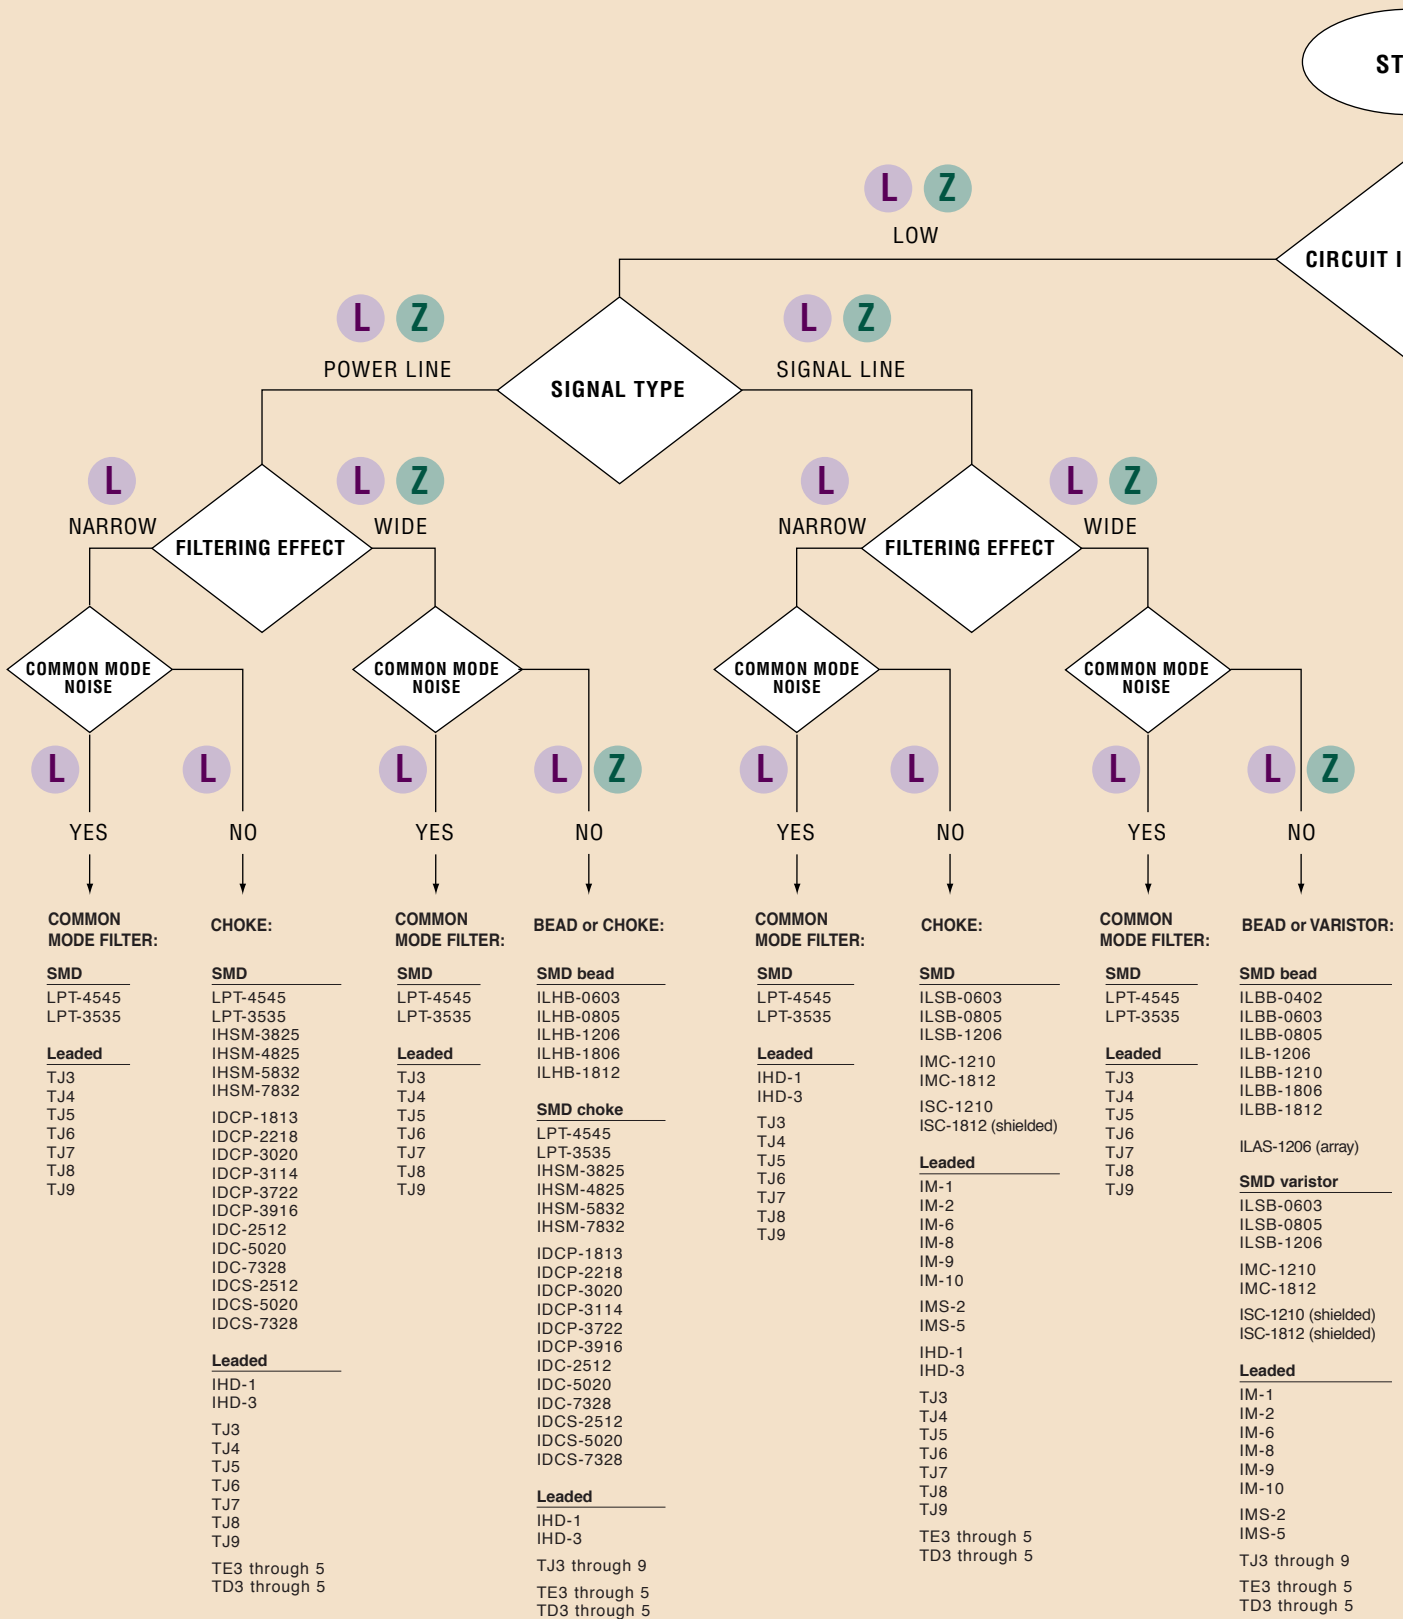 ST
L Z
LOW
CIRCUIT I
L Z
POWER LINE
L Z
SIGNAL LINE
SIGNAL TYPE
L
NARROW
L Z
WIDE
FILTERING EFFECT
L
NARROW
L Z
WIDE
FILTERING EFFECT
COMMON MODE
NOISE
COMMON MODE
NOISE
COMMON MODE
NOISE
COMMON MODE
NOISE
L
YES
L
NO
L
YES
L Z
NO
L
YES
L
NO
L
YES
L Z
NO
COMMON
MODE FILTER:
SMD
LPT-4545
LPT-3535
Leaded
TJ3
TJ4
TJ5
TJ6
TJ7
TJ8
TJ9
CHOKE:
SMD
LPT-4545
LPT-3535
IHSM-3825
IHSM-4825
IHSM-5832
IHSM-7832
IDCP-1813
IDCP-2218
IDCP-3020
IDCP-3114
IDCP-3722
IDCP-3916
IDC-2512
IDC-5020
IDC-7328
IDCS-2512
IDCS-5020
IDCS-7328
Leaded
IHD-1
IHD-3
TJ3
TJ4
TJ5
TJ6
TJ7
TJ8
TJ9
TE3 through 5
TD3 through 5
COMMON
MODE FILTER:
SMD
LPT-4545
LPT-3535
Leaded
TJ3
TJ4
TJ5
TJ6
TJ7
TJ8
TJ9
BEAD or CHOKE:
SMD bead
ILHB-0603
ILHB-0805
ILHB-1206
ILHB-1806
ILHB-1812
SMD choke
LPT-4545
LPT-3535
IHSM-3825
IHSM-4825
IHSM-5832
IHSM-7832
IDCP-1813
IDCP-2218
IDCP-3020
IDCP-3114
IDCP-3722
IDCP-3916
IDC-2512
IDC-5020
IDC-7328
IDCS-2512
IDCS-5020
IDCS-7328
Leaded
IHD-1
IHD-3
TJ3 through 9
TE3 through 5
TD3 through 5
COMMON
MODE FILTER:
SMD
LPT-4545
LPT-3535
Leaded
IHD-1
IHD-3
TJ3
TJ4
TJ5
TJ6
TJ7
TJ8
TJ9
CHOKE:
SMD
ILSB-0603
ILSB-0805
ILSB-1206
IMC-1210
IMC-1812
ISC-1210
ISC-1812 (shielded)
Leaded
IM-1
IM-2
IM-6
IM-8
IM-9
IM-10
IMS-2
IMS-5
IHD-1
IHD-3
TJ3
TJ4
TJ5
TJ6
TJ7
TJ8
TJ9
TE3 through 5
TD3 through 5
COMMON
MODE FILTER:
SMD
LPT-4545
LPT-3535
Leaded
TJ3
TJ4
TJ5
TJ6
TJ7
TJ8
TJ9
BEAD or VARISTOR:
SMD bead
ILBB-0402
ILBB-0603
ILBB-0805
ILB-1206
ILBB-1210
ILBB-1806
ILBB-1812
ILAS-1206 (array)
SMD varistor
ILSB-0603
ILSB-0805
ILSB-1206
IMC-1210
IMC-1812
ISC-1210 (shielded)
ISC-1812 (shielded)
Leaded
IM-1
IM-2
IM-6
IM-8
IM-9
IM-10
IMS-2
IMS-5
TJ3 through 9
TE3 through 5
TD3 through 5